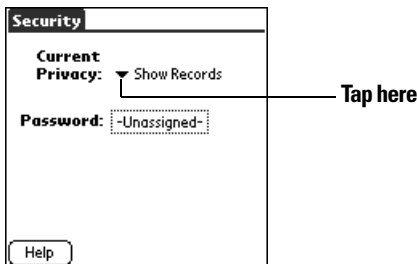 Security
Current
Privacy: Show Records
Tap here
Password: -Unassigned-
Help